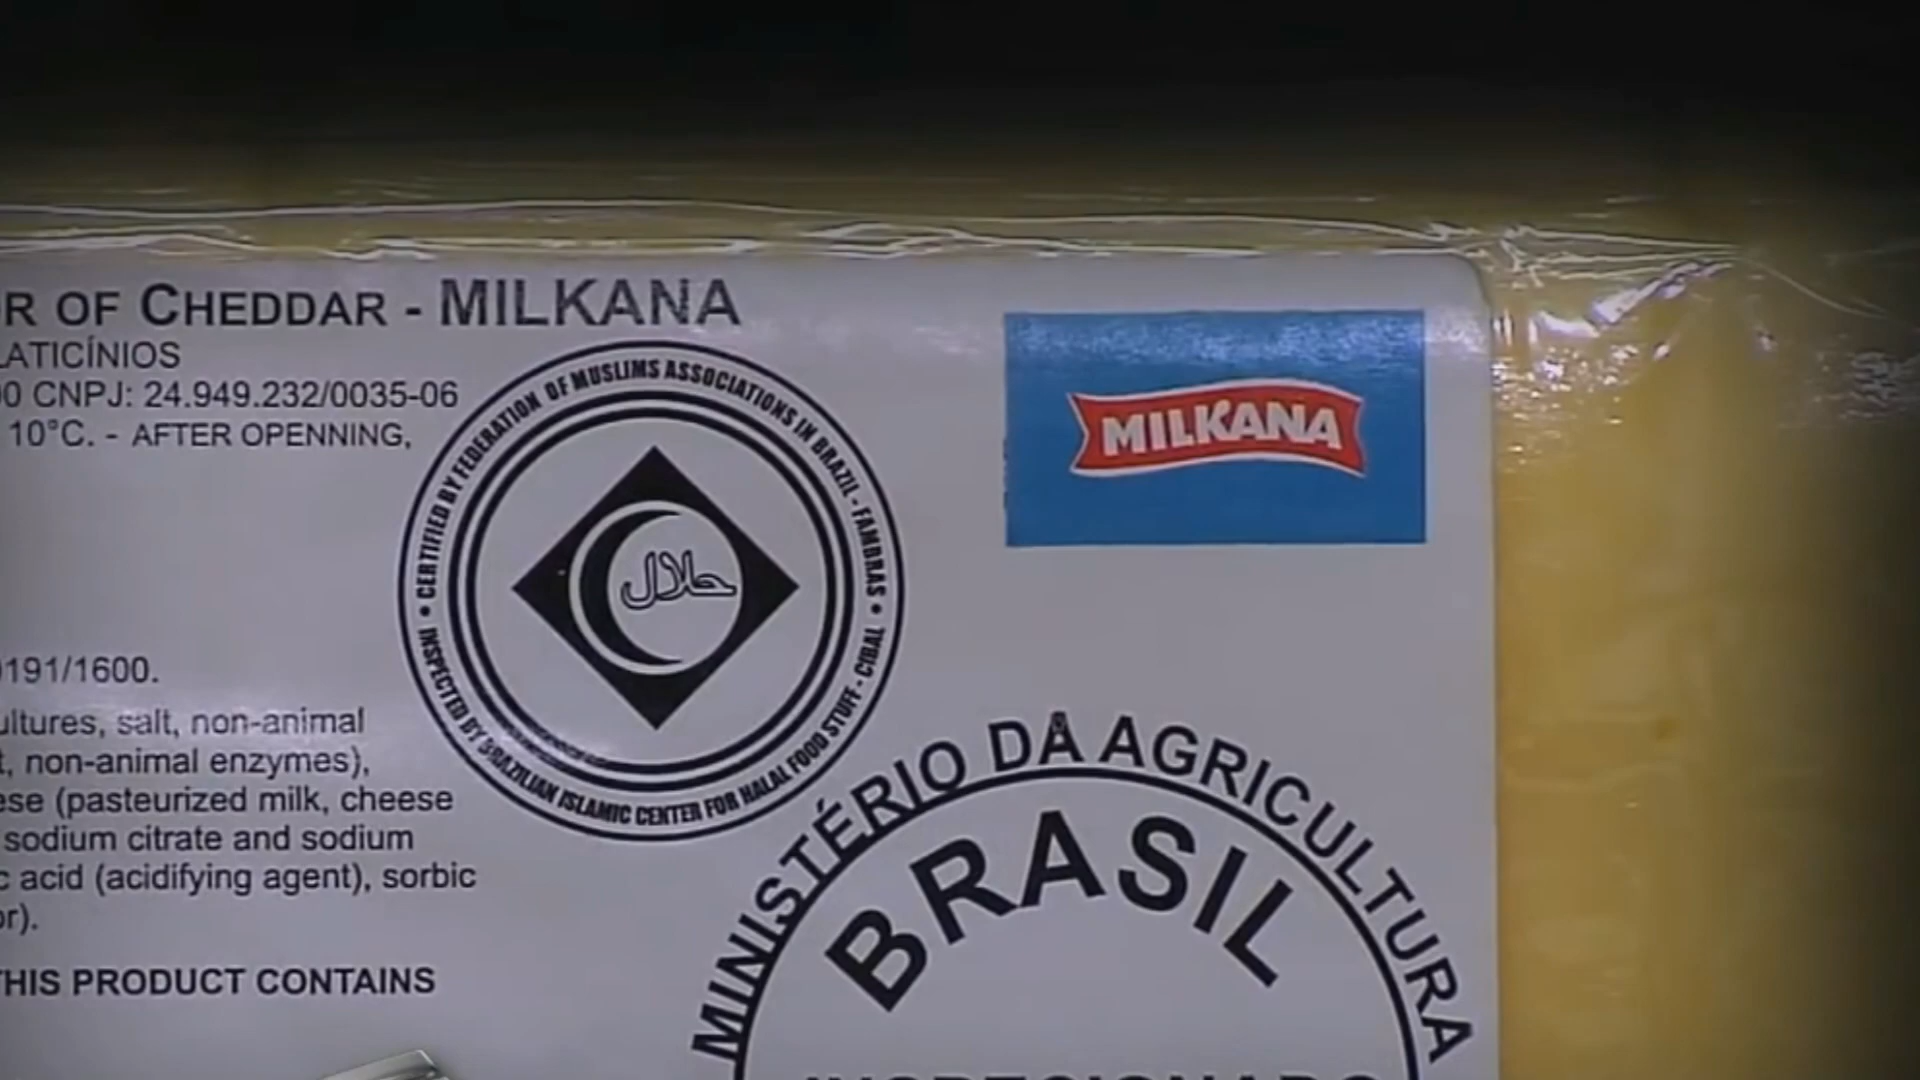 R OF CHEDDAR - MILKANA
LATICÍNIOS
00 CNPJ: 24.949.232/0035-06
10°C. - AFTER OPENNING,
• CERTIFIED BY FEDERATION OF MUSLIMS ASSOCIATIONS IN BRAZIL - FAMBRAS •
INSPECTED BY BRAZILIAN ISLAMIC CENTER FOR HALAL FOOD STUFF - CIBAL
حلال
MILKANA
0191/1600.
ultures, salt, non-animal
t, non-animal enzymes),
ese (pasteurized milk, cheese
sodium citrate and sodium
c acid (acidifying agent), sorbic
or).
THIS PRODUCT CONTAINS
MINISTÉRIO DA AGRICULTURA
BRASIL
INSPECIONADO